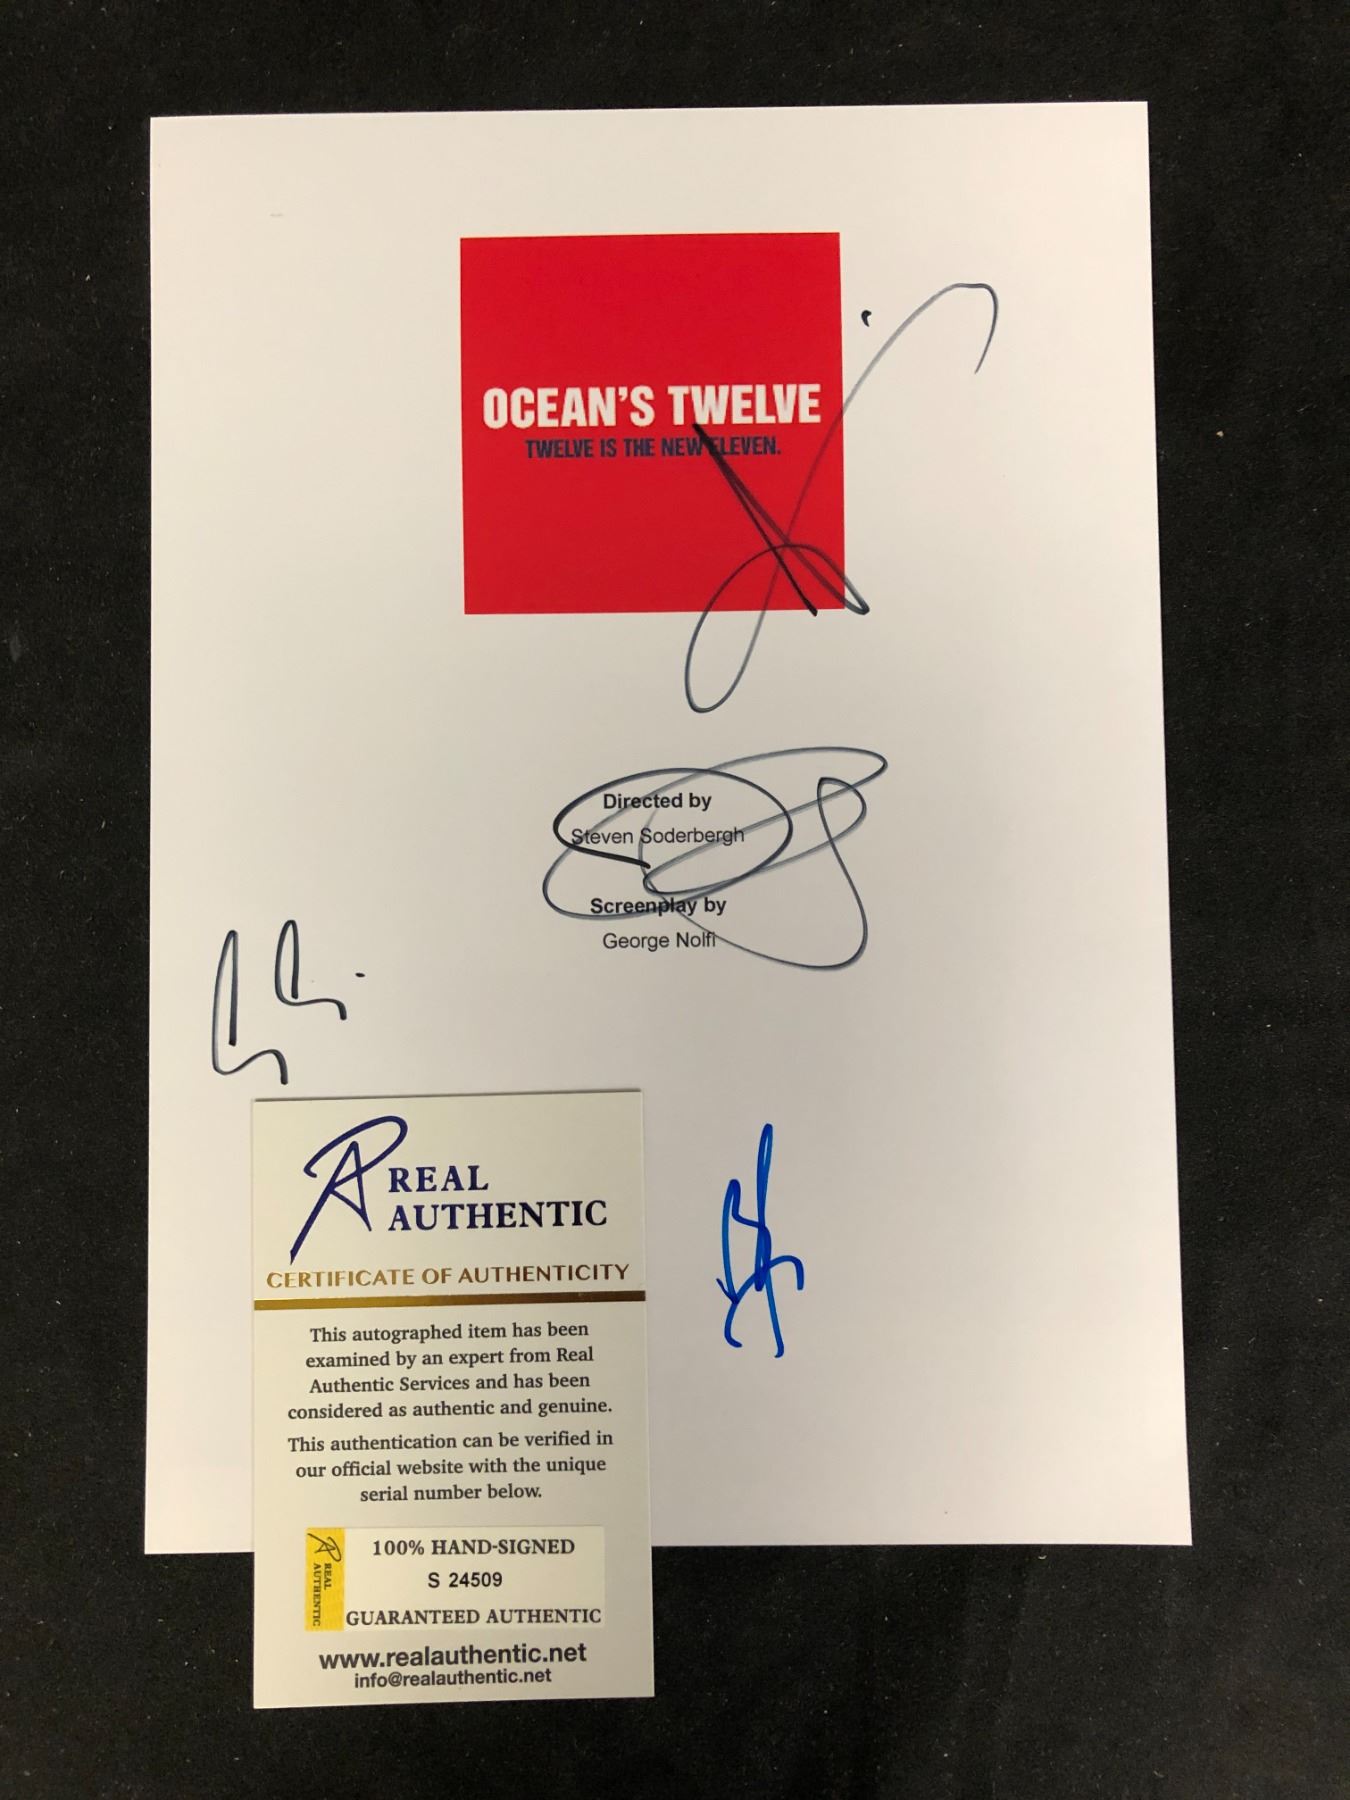 OCEAN'S TWELVE
TWELVE IS THE NEW ELEVEN.
Directed by
Steven Soderbergh
Screenplay by
George Nolfi
REAL
AUTHENTIC
CERTIFICATE OF AUTHENTICITY
This autographed item has been
examined by an expert from Real
Authentic Services and has been
considered as authentic and genuine.
This authentication can be verified in
our official website with the unique
serial number below.
REAL
AUTHENTIC
100% HAND-SIGNED
S 24509
GUARANTEED AUTHENTIC
www.realauthentic.net
info@realauthentic.net